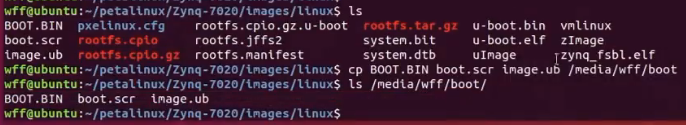 wff@ubuntu:~/petalinux/Zynq-7020/images/linux$ ls
BOOT.BIN pxelinux.cfg rootfs.cpio.gz.u-boot rootfs.tar.gz u-boot.bin vmlinux
boot.scr rootfs.cpio rootfs.jffs2 system.bit u-boot.elf zImage
image.ub rootfs.cpio.gz rootfs.manifest system.dtb uImage zynq_fsbl.elf
wff@ubuntu:~/petalinux/Zynq-7020/images/linux$ cp BOOT.BIN boot.scr image.ub /media/wff/boot
wff@ubuntu:~/petalinux/Zynq-7020/images/linux$ ls /media/wff/boot/
BOOT.BIN boot.scr image.ub
wff@ubuntu:~/petalinux/Zynq-7020/images/linux$